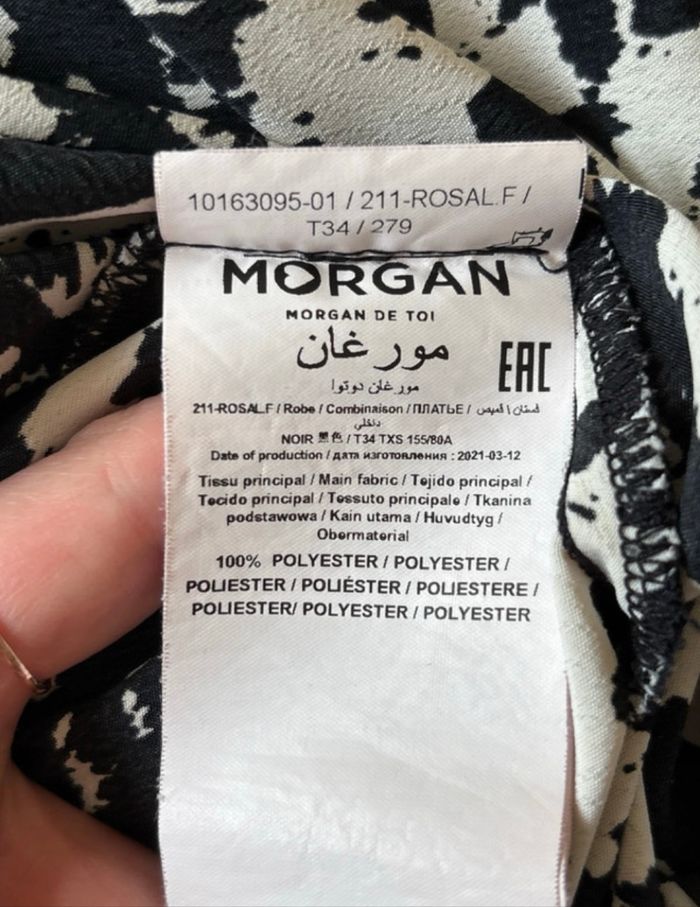 10163095-01 / 211-ROSAL.F /
T34 / 279
MORGAN
MORGAN DE TOI
مورغان
مورغان دوتوا
EAC
211-ROSAL.F / Robe / Combinaison / ПЛАТЬЕ / فستان \ قميص
داخلي
NOIR 黑色 / T34 TXS 155/80A
Date of production / дата изготовления : 2021-03-12
Tissu principal / Main fabric / Tejido principal /
Tecido principal / Tessuto principale / Tkanina
podstawowa / Kain utama / Huvudtyg /
Obermaterial
100% POLYESTER / POLYESTER /
POLIESTER / POLIÉSTER / POLIESTERE /
POLIESTER/ POLYESTER / POLYESTER